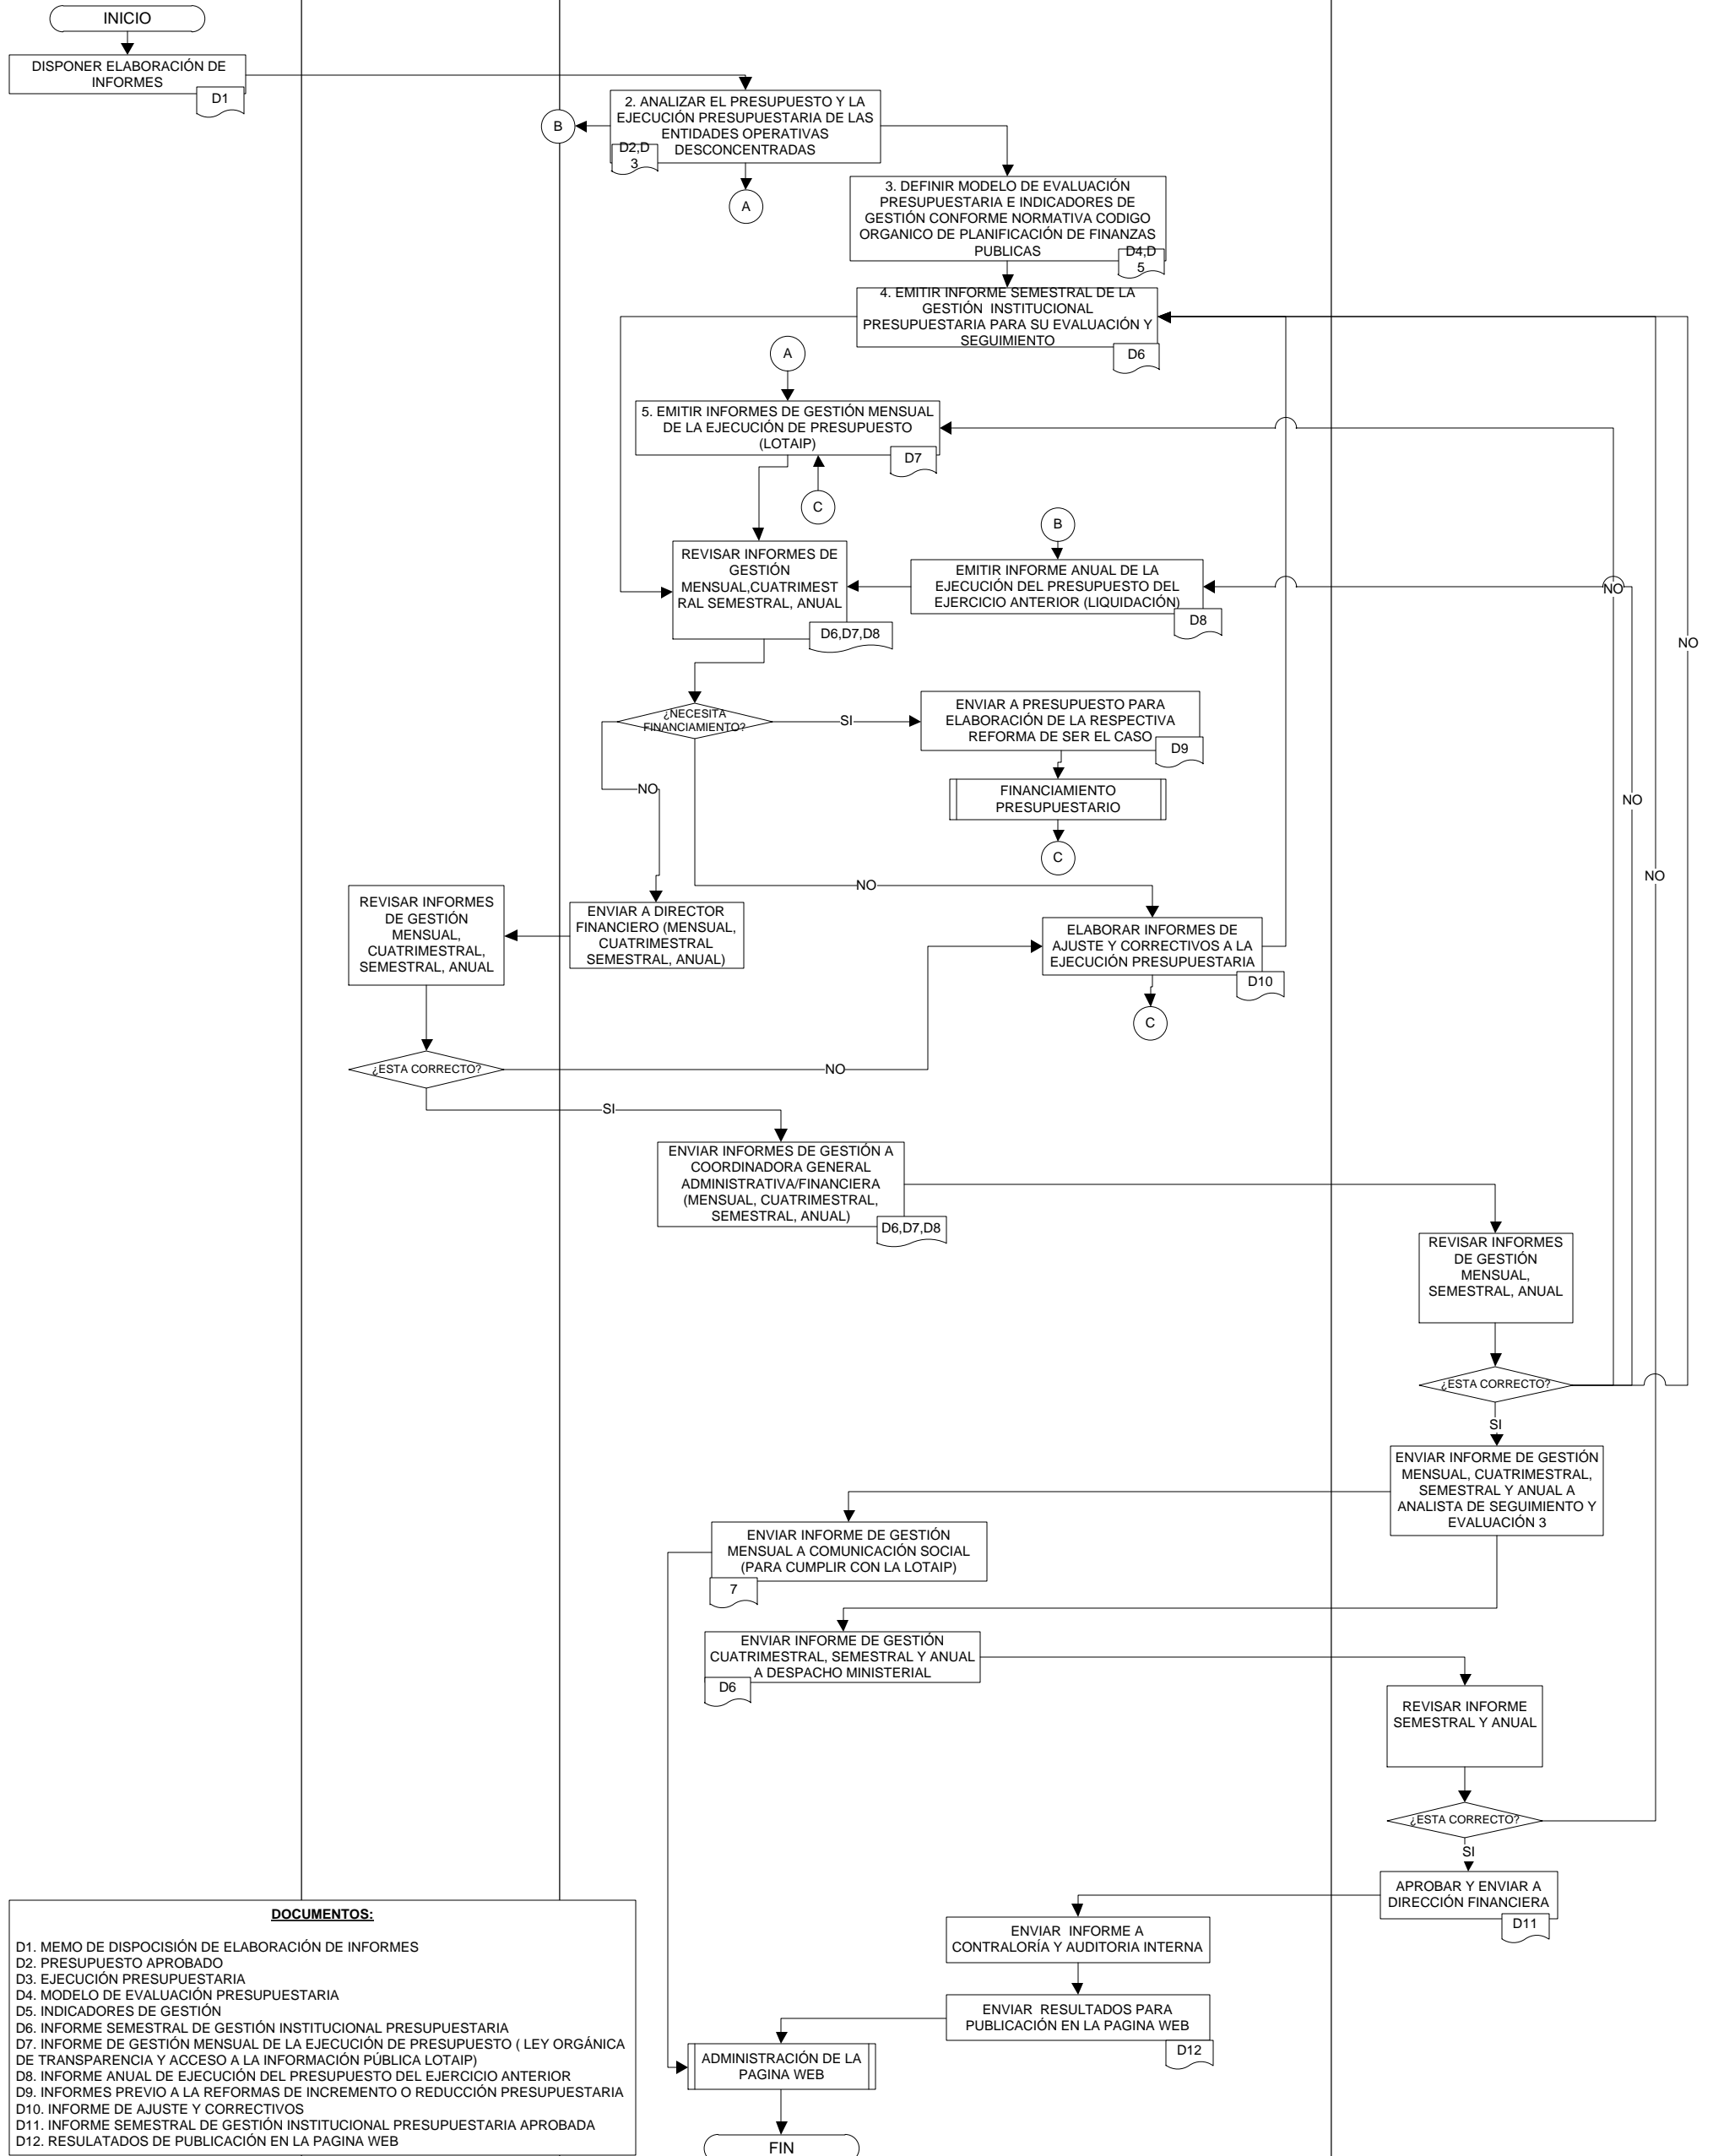 INICIO
DISPONER ELABORACIÓN DE
INFORMES
D1
2. ANALIZAR EL PRESUPUESTO Y LA
EJECUCIÓN PRESUPUESTARIA DE LAS
ENTIDADES OPERATIVAS
DESCONCENTRADAS
D2,D
3
B
A
3. DEFINIR MODELO DE EVALUACIÓN
PRESUPUESTARIA E INDICADORES DE
GESTIÓN CONFORME NORMATIVA CODIGO
ORGANICO DE PLANIFICACIÓN DE FINANZAS
PUBLICAS
D4,D
5
4. EMITIR INFORME SEMESTRAL DE LA
GESTIÓN INSTITUCIONAL
PRESUPUESTARIA PARA SU EVALUACIÓN Y
SEGUIMIENTO
D6
A
5. EMITIR INFORMES DE GESTIÓN MENSUAL
DE LA EJECUCIÓN DE PRESUPUESTO
(LOTAIP)
D7
C
B
REVISAR INFORMES DE
GESTIÓN
MENSUAL,CUATRIMEST
RAL SEMESTRAL, ANUAL
D6,D7,D8
EMITIR INFORME ANUAL DE LA
EJECUCIÓN DEL PRESUPUESTO DEL
EJERCICIO ANTERIOR (LIQUIDACIÓN)
D8
NO
NO
¿NECESITA
FINANCIAMIENTO?
SI
ENVIAR A PRESUPUESTO PARA
ELABORACIÓN DE LA RESPECTIVA
REFORMA DE SER EL CASO
D9
NO
FINANCIAMIENTO
PRESUPUESTARIO
NO
C
NO
NO
REVISAR INFORMES
DE GESTIÓN
MENSUAL,
CUATRIMESTRAL,
SEMESTRAL, ANUAL
ENVIAR A DIRECTOR
FINANCIERO (MENSUAL,
CUATRIMESTRAL
SEMESTRAL, ANUAL)
ELABORAR INFORMES DE
AJUSTE Y CORRECTIVOS A LA
EJECUCIÓN PRESUPUESTARIA
D10
C
¿ESTA CORRECTO?
NO
SI
ENVIAR INFORMES DE GESTIÓN A
COORDINADORA GENERAL
ADMINISTRATIVA/FINANCIERA
(MENSUAL, CUATRIMESTRAL,
SEMESTRAL, ANUAL)
D6,D7,D8
REVISAR INFORMES
DE GESTIÓN
MENSUAL,
SEMESTRAL, ANUAL
¿ESTA CORRECTO?
SI
ENVIAR INFORME DE GESTIÓN
MENSUAL, CUATRIMESTRAL,
SEMESTRAL Y ANUAL A
ANALISTA DE SEGUIMIENTO Y
EVALUACIÓN 3
ENVIAR INFORME DE GESTIÓN
MENSUAL A COMUNICACIÓN SOCIAL
(PARA CUMPLIR CON LA LOTAIP)
7
ENVIAR INFORME DE GESTIÓN
CUATRIMESTRAL, SEMESTRAL Y ANUAL
A DESPACHO MINISTERIAL
D6
REVISAR INFORME
SEMESTRAL Y ANUAL
¿ESTA CORRECTO?
SI
APROBAR Y ENVIAR A
DIRECCIÓN FINANCIERA
D11
ENVIAR INFORME A
CONTRALORÍA Y AUDITORIA INTERNA
ENVIAR RESULTADOS PARA
PUBLICACIÓN EN LA PAGINA WEB
D12
ADMINISTRACIÓN DE LA
PAGINA WEB
FIN
DOCUMENTOS:
D1. MEMO DE DISPOCISIÓN DE ELABORACIÓN DE INFORMES
D2. PRESUPUESTO APROBADO
D3. EJECUCIÓN PRESUPUESTARIA
D4. MODELO DE EVALUACIÓN PRESUPUESTARIA
D5. INDICADORES DE GESTIÓN
D6. INFORME SEMESTRAL DE GESTIÓN INSTITUCIONAL PRESUPUESTARIA
D7. INFORME DE GESTIÓN MENSUAL DE LA EJECUCIÓN DE PRESUPUESTO ( LEY ORGÁNICA
DE TRANSPARENCIA Y ACCESO A LA INFORMACIÓN PÚBLICA LOTAIP)
D8. INFORME ANUAL DE EJECUCIÓN DEL PRESUPUESTO DEL EJERCICIO ANTERIOR
D9. INFORMES PREVIO A LA REFORMAS DE INCREMENTO O REDUCCIÓN PRESUPUESTARIA
D10. INFORME DE AJUSTE Y CORRECTIVOS
D11. INFORME SEMESTRAL DE GESTIÓN INSTITUCIONAL PRESUPUESTARIA APROBADA
D12. RESULATADOS DE PUBLICACIÓN EN LA PAGINA WEB